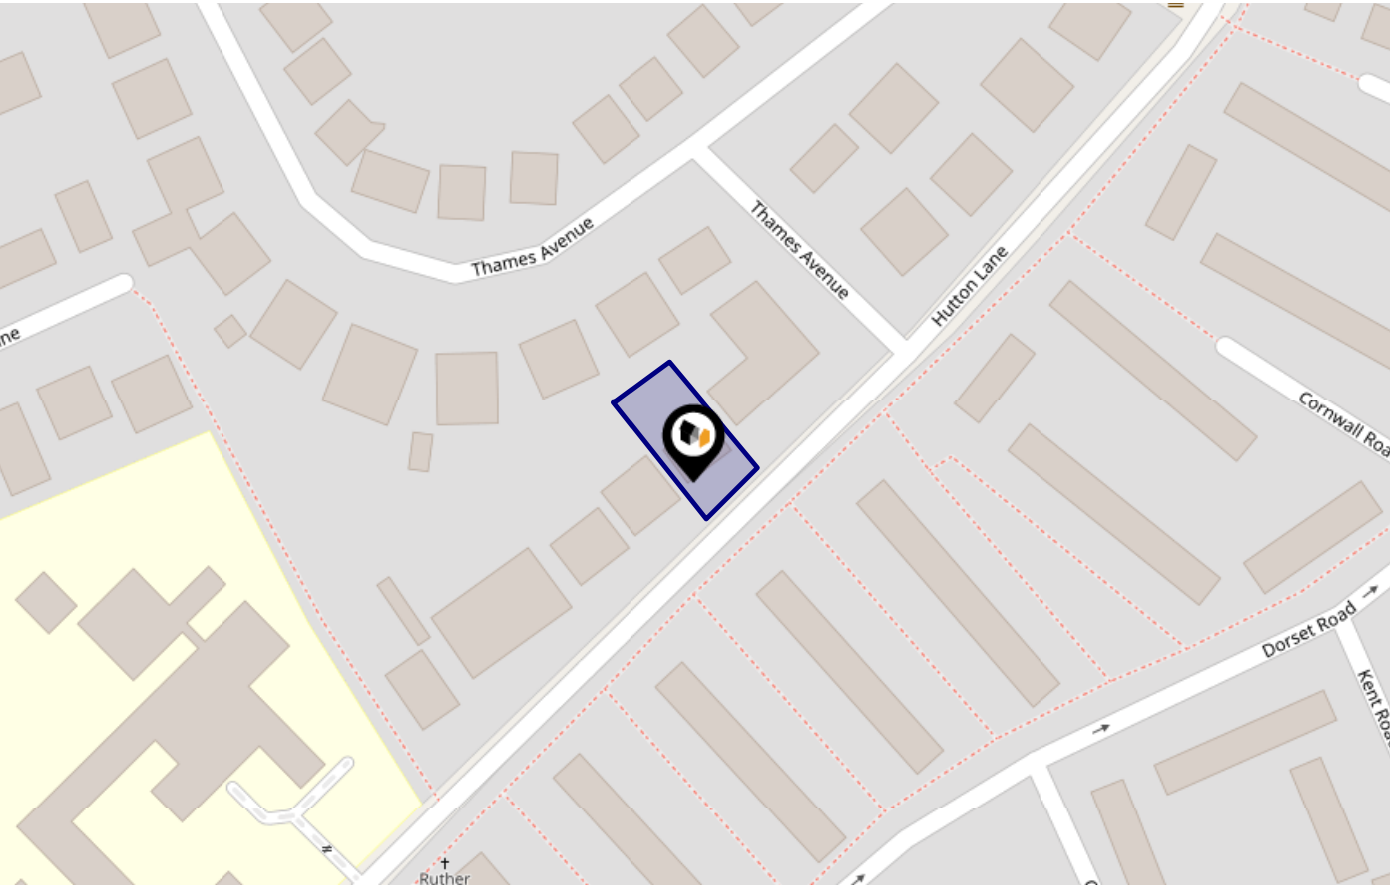 Thames Avenue
Thames Avenue
Hutton Lane
ne
Cornwall Roa
Dorset Road
Kent Roa
Ruther